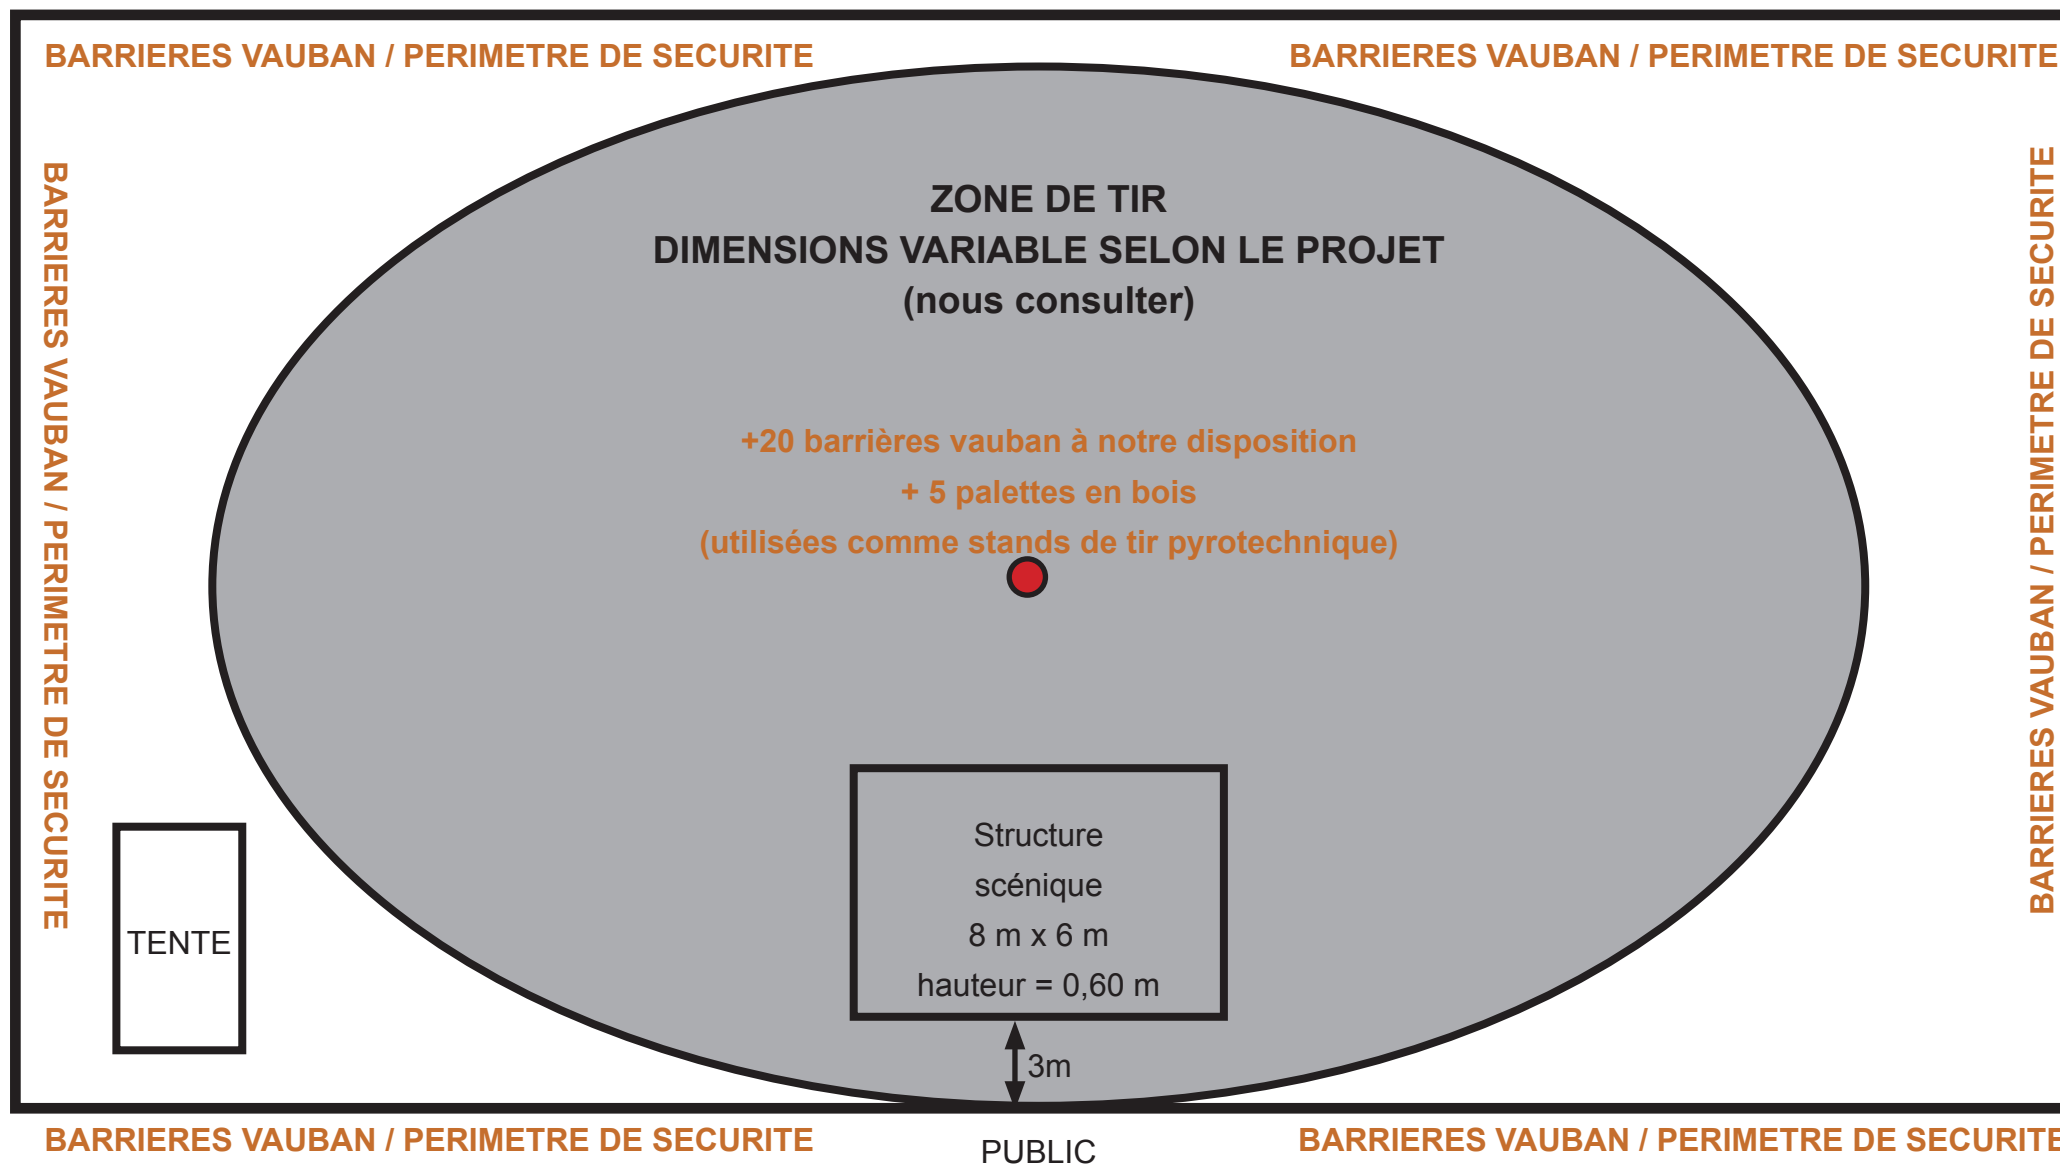 BARRIERES VAUBAN / PERIMETRE DE SECURITE
BARRIERES VAUBAN / PERIMETRE DE SECURITE
BARRIERES VAUBAN / PERIMETRE DE SECURITE
BARRIERES VAUBAN / PERIMETRE DE SECURITE
ZONE DE TIR
DIMENSIONS VARIABLE SELON LE PROJET
(nous consulter)
+20 barrières vauban à notre disposition
+ 5 palettes en bois
(utilisées comme stands de tir pyrotechnique)
Structure
scénique
8 m x 6 m
hauteur = 0,60 m
TENTE
3m
BARRIERES VAUBAN / PERIMETRE DE SECURITE
PUBLIC
BARRIERES VAUBAN / PERIMETRE DE SECURITE